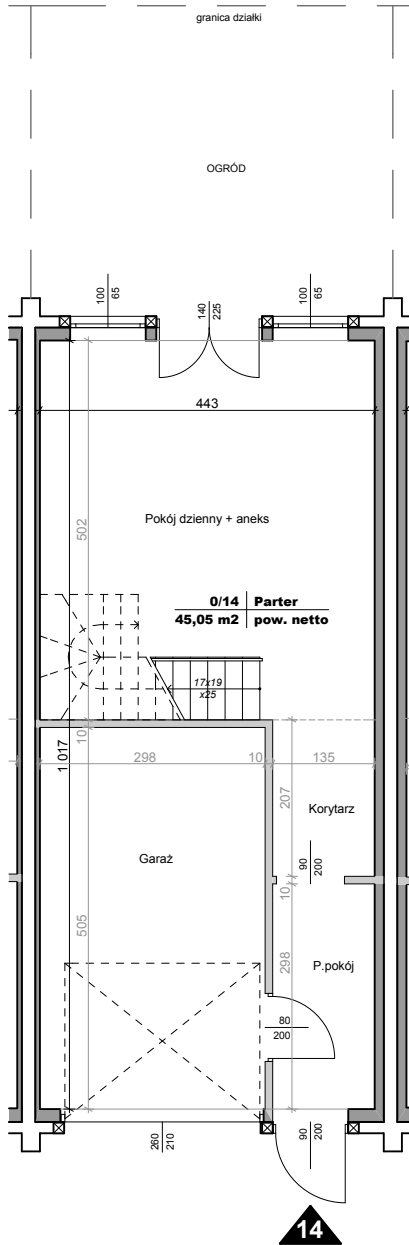 granica działki
OGRÓD
100
65
140
225
100
65
443
Pokój dzienny + aneks
502
0/14 Parter
45,05 m2 pow. netto
17x19
x25
10
1 017
298
10
135
207
Korytarz
Garaż
90
200
10
505
298
P.pokój
80
200
260
210
90
200
14